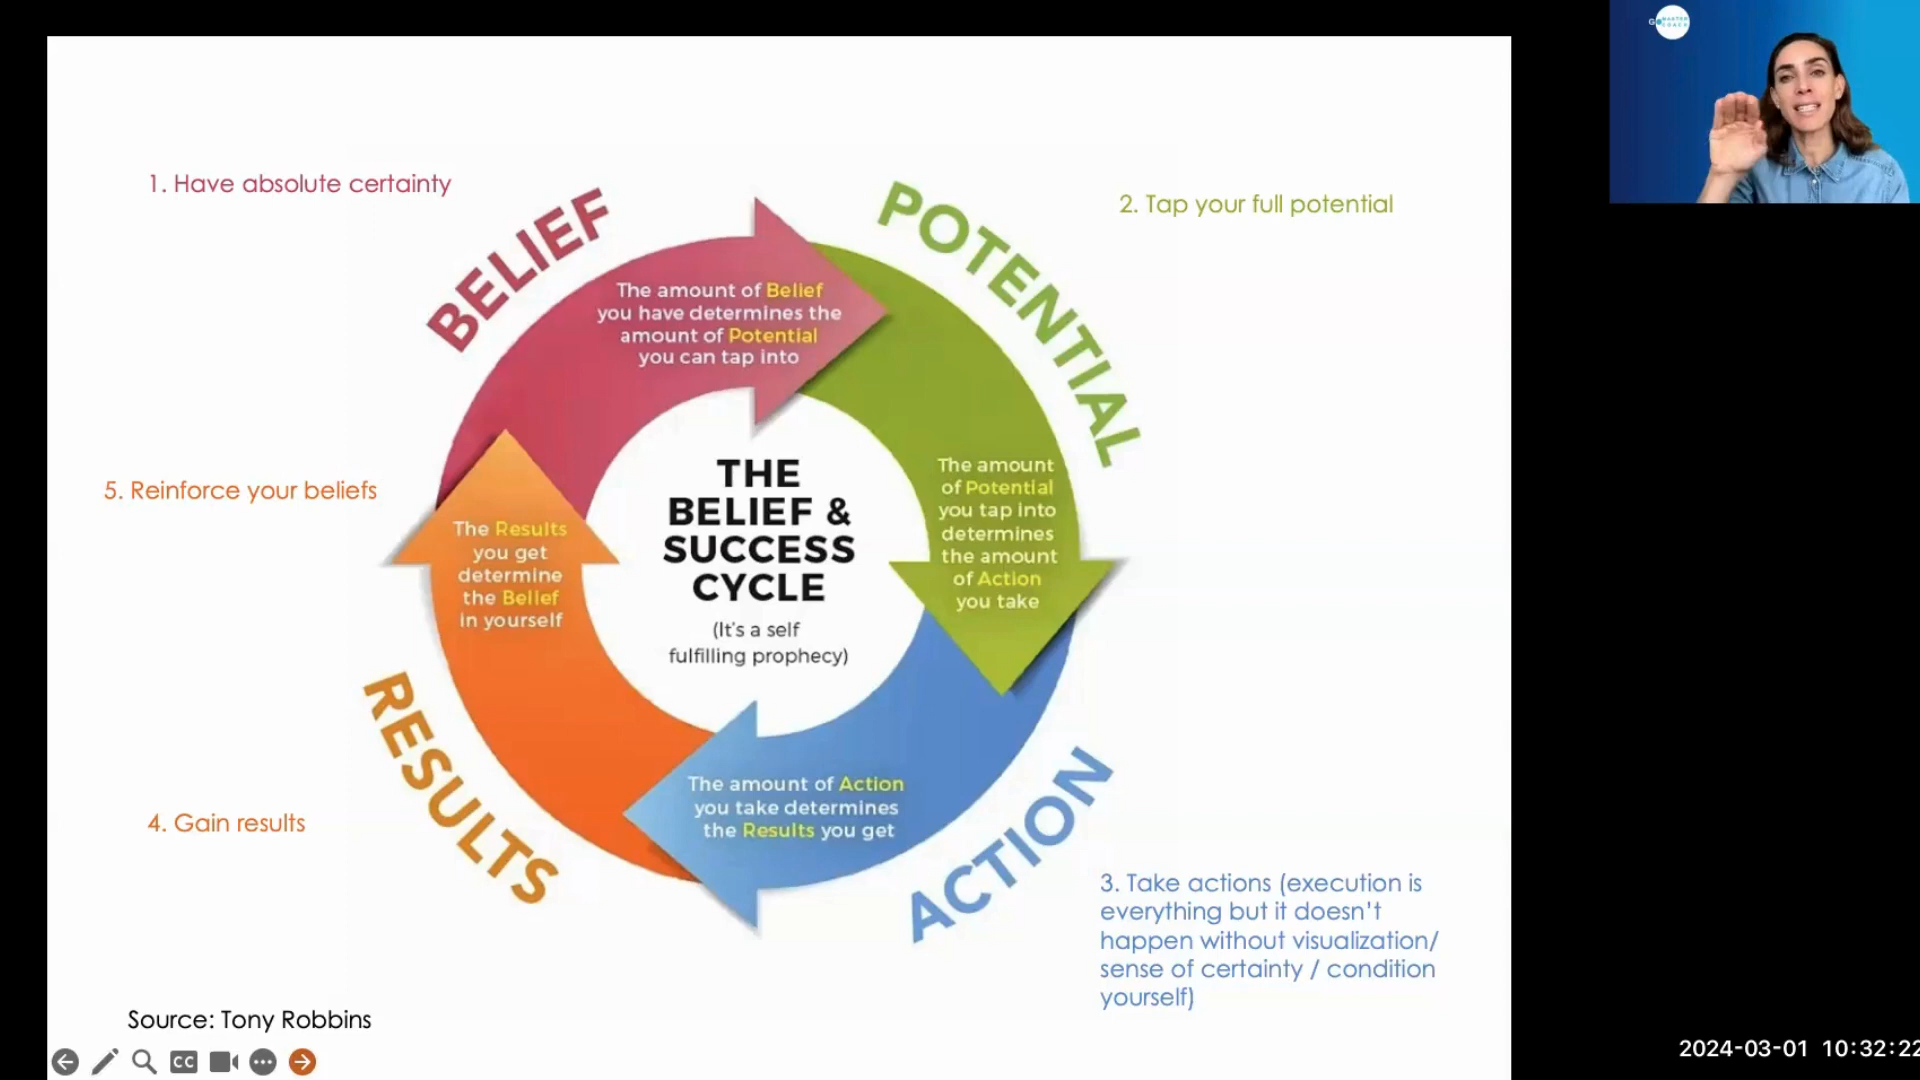 1. Have absolute certainty
2. Tap your full potential
BELIEF
POTENTIAL
The amount of Belief
you have determines the
amount of Potential
you can tap into
The amount
of Potential
you tap into
determines
the amount
of Action
you take
THE
BELIEF &
SUCCESS
CYCLE
(It's a self
fulfilling prophecy)
5. Reinforce your beliefs
The Results
you get
determine
the Belief
in yourself
RESULTS
ACTION
The amount of Action
you take determines
the Results you get
4. Gain results
3. Take actions (execution is
everything but it doesn't
happen without visualization/
sense of certainty / condition
yourself)
Source: Tony Robbins
CC
2024-03-01 10:32:22